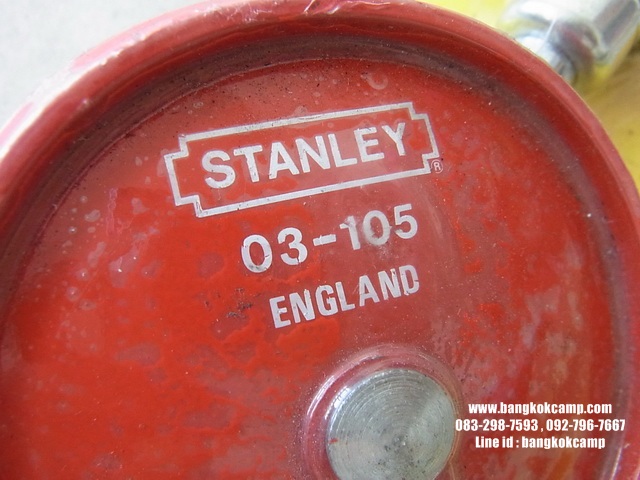 STANLEY®
03-105
ENGLAND
www.bangkokcamp.com
083-298-7593 , 092-796-7667
Line id : bangkokcamp